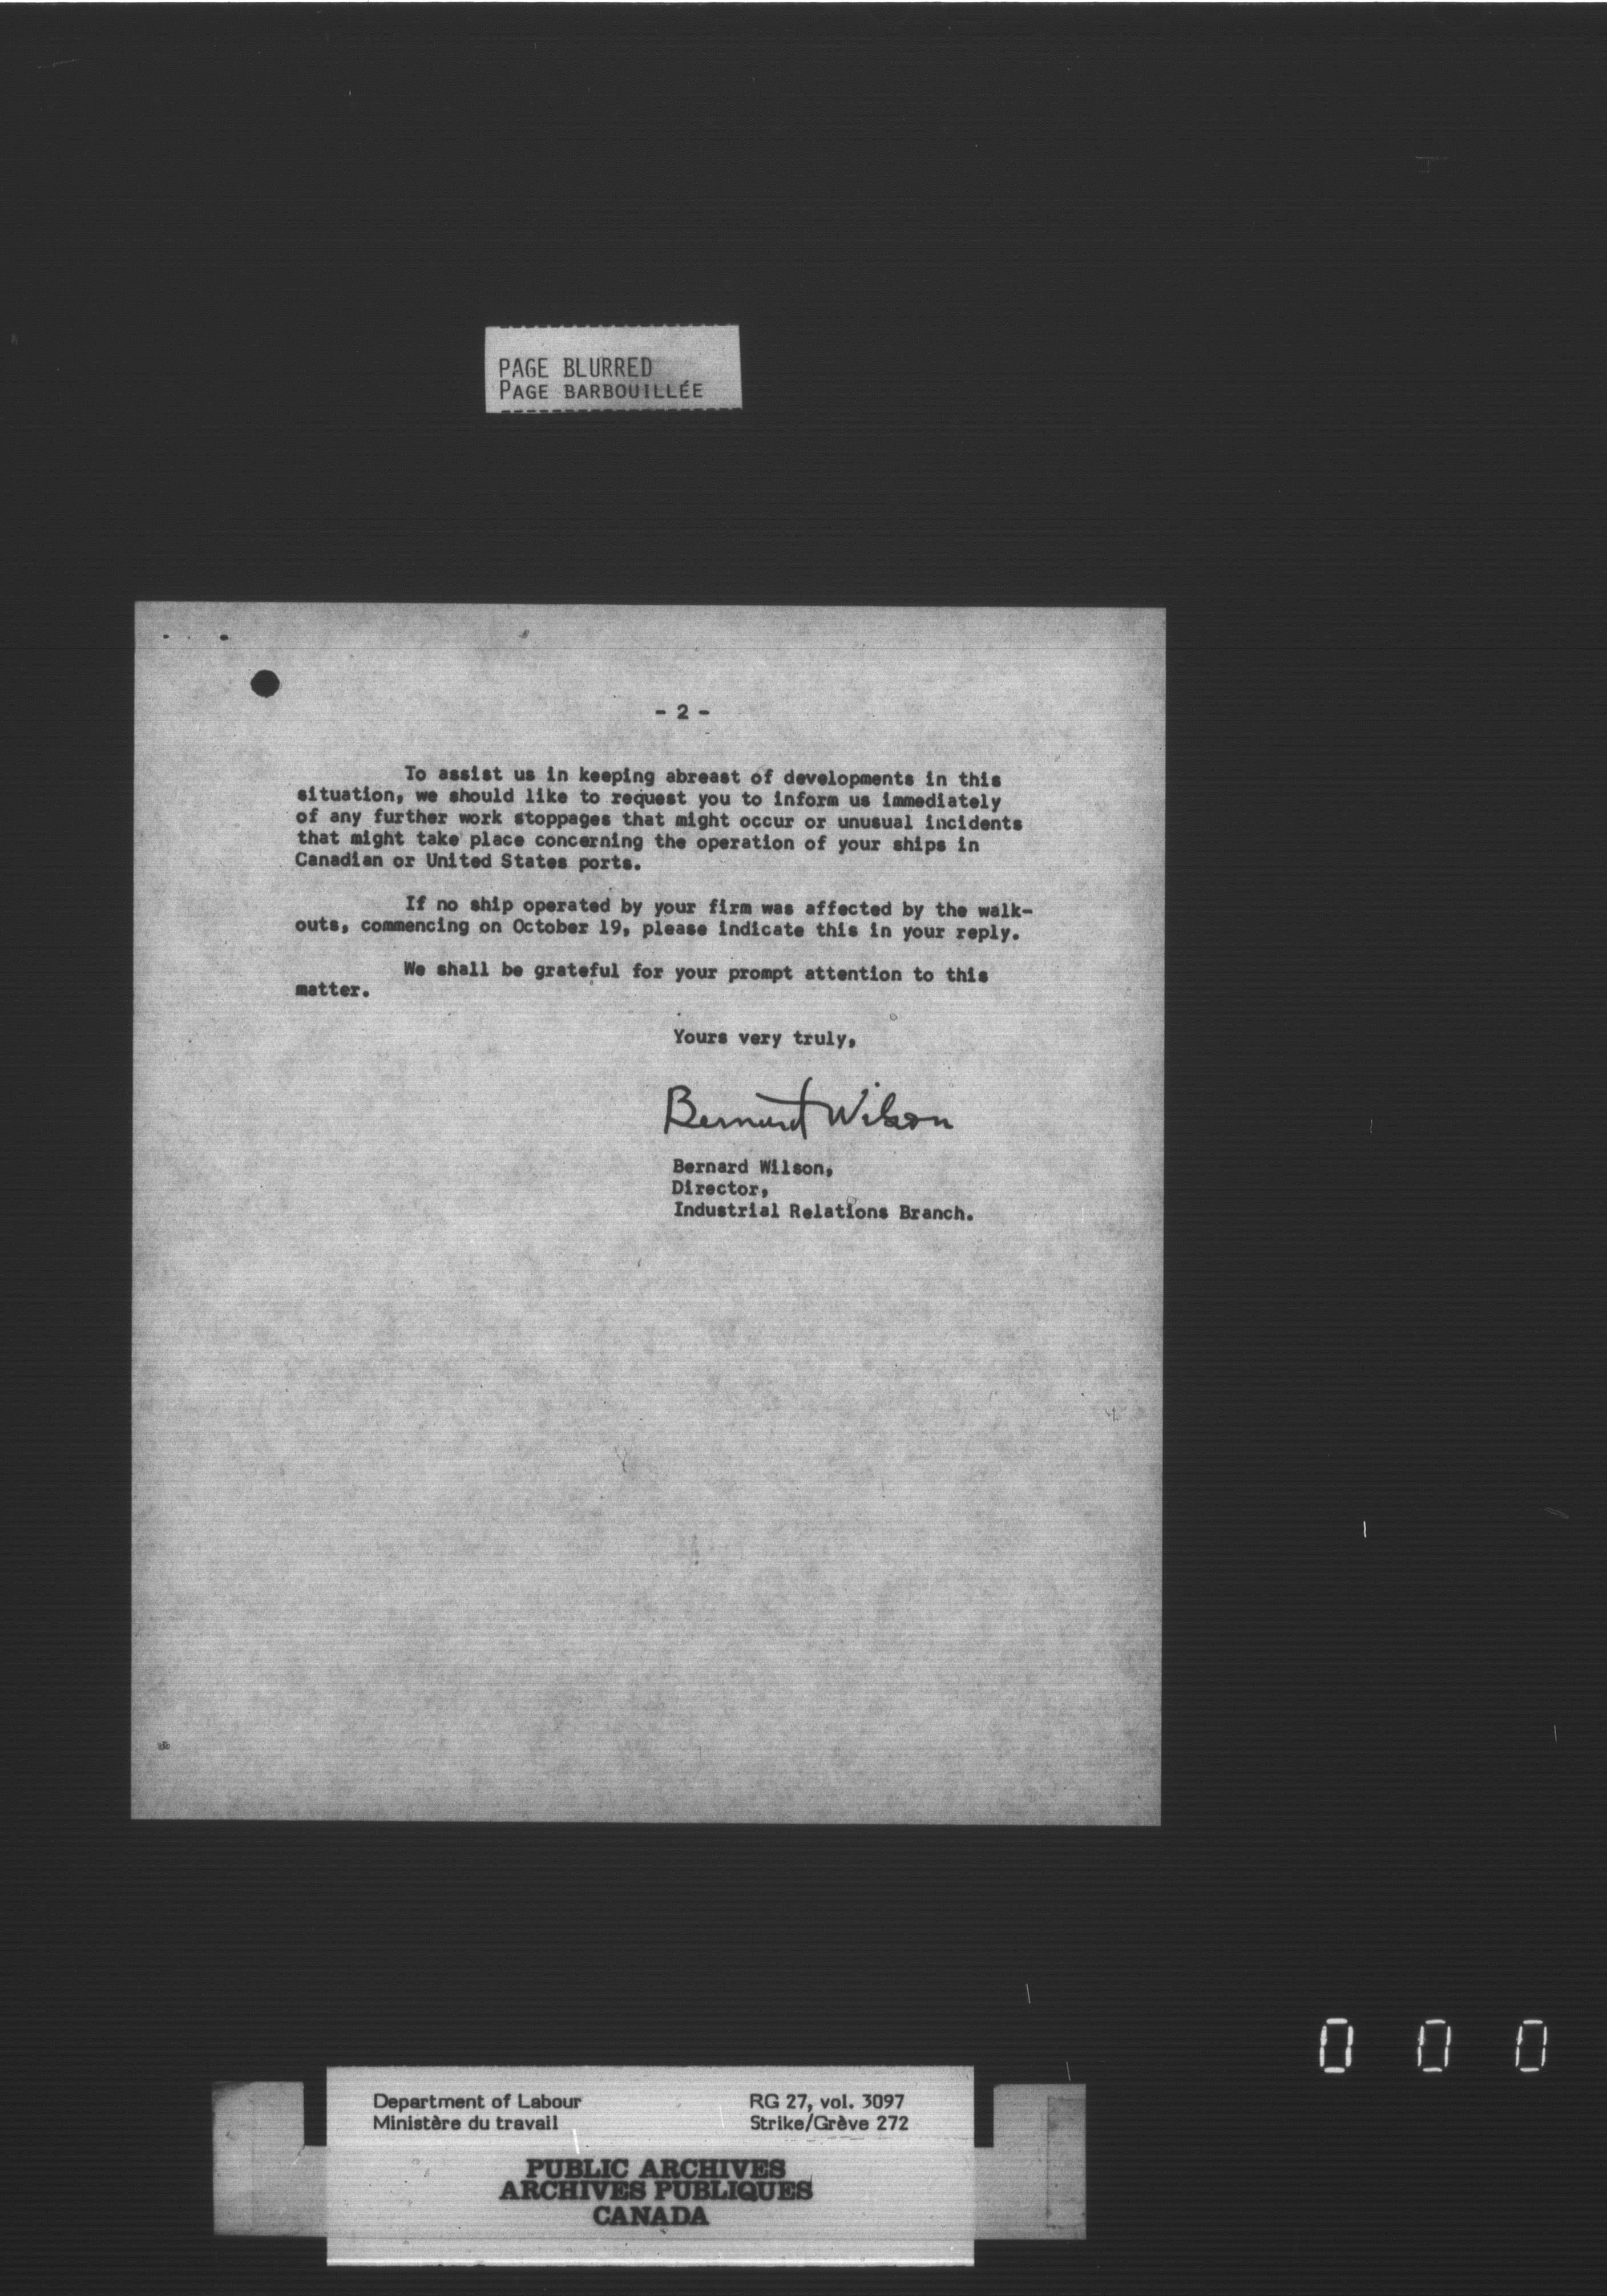 PAGE BLURRED
PAGE BARBOUILLÉE
- 2 -
To assist us in keeping abreast of developments in this
situation, we should like to request you to inform us immediately
of any further work stoppages that might occur or unusual incidents
that might take place concerning the operation of your ships in
Canadian or United States ports.
If no ship operated by your firm was affected by the walk-
outs, commencing on October 19, please indicate this in your reply.
We shall be grateful for your prompt attention to this
matter.
Yours very truly,
Bernard Wilson
Bernard Wilson,
Director,
Industrial Relations Branch.
0 0 0
Department of Labour RG 27, vol. 3097
Ministère du travail Strike/Grève 272
PUBLIC ARCHIVES
ARCHIVES PUBLIQUES
CANADA